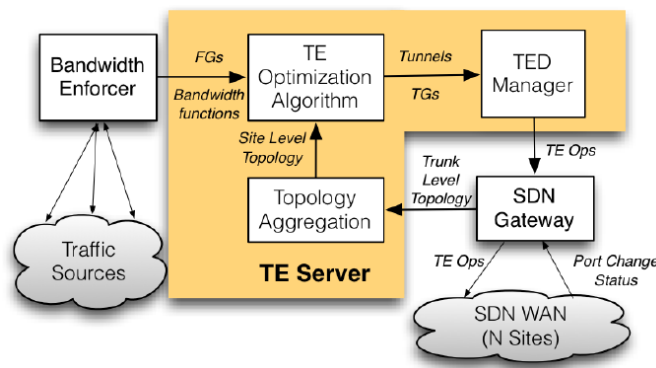 Bandwidth
Enforcer
FGs
Bandwidth
functions
TE
Optimization
Algorithm
Tunnels
TGs
TED
Manager
Site Level
Topology
TE Ops
Trunk
Level
Topology
Topology
Aggregation
SDN
Gateway
Traffic
Sources
TE Server
TE Ops
Port Change
Status
SDN WAN
(N Sites)